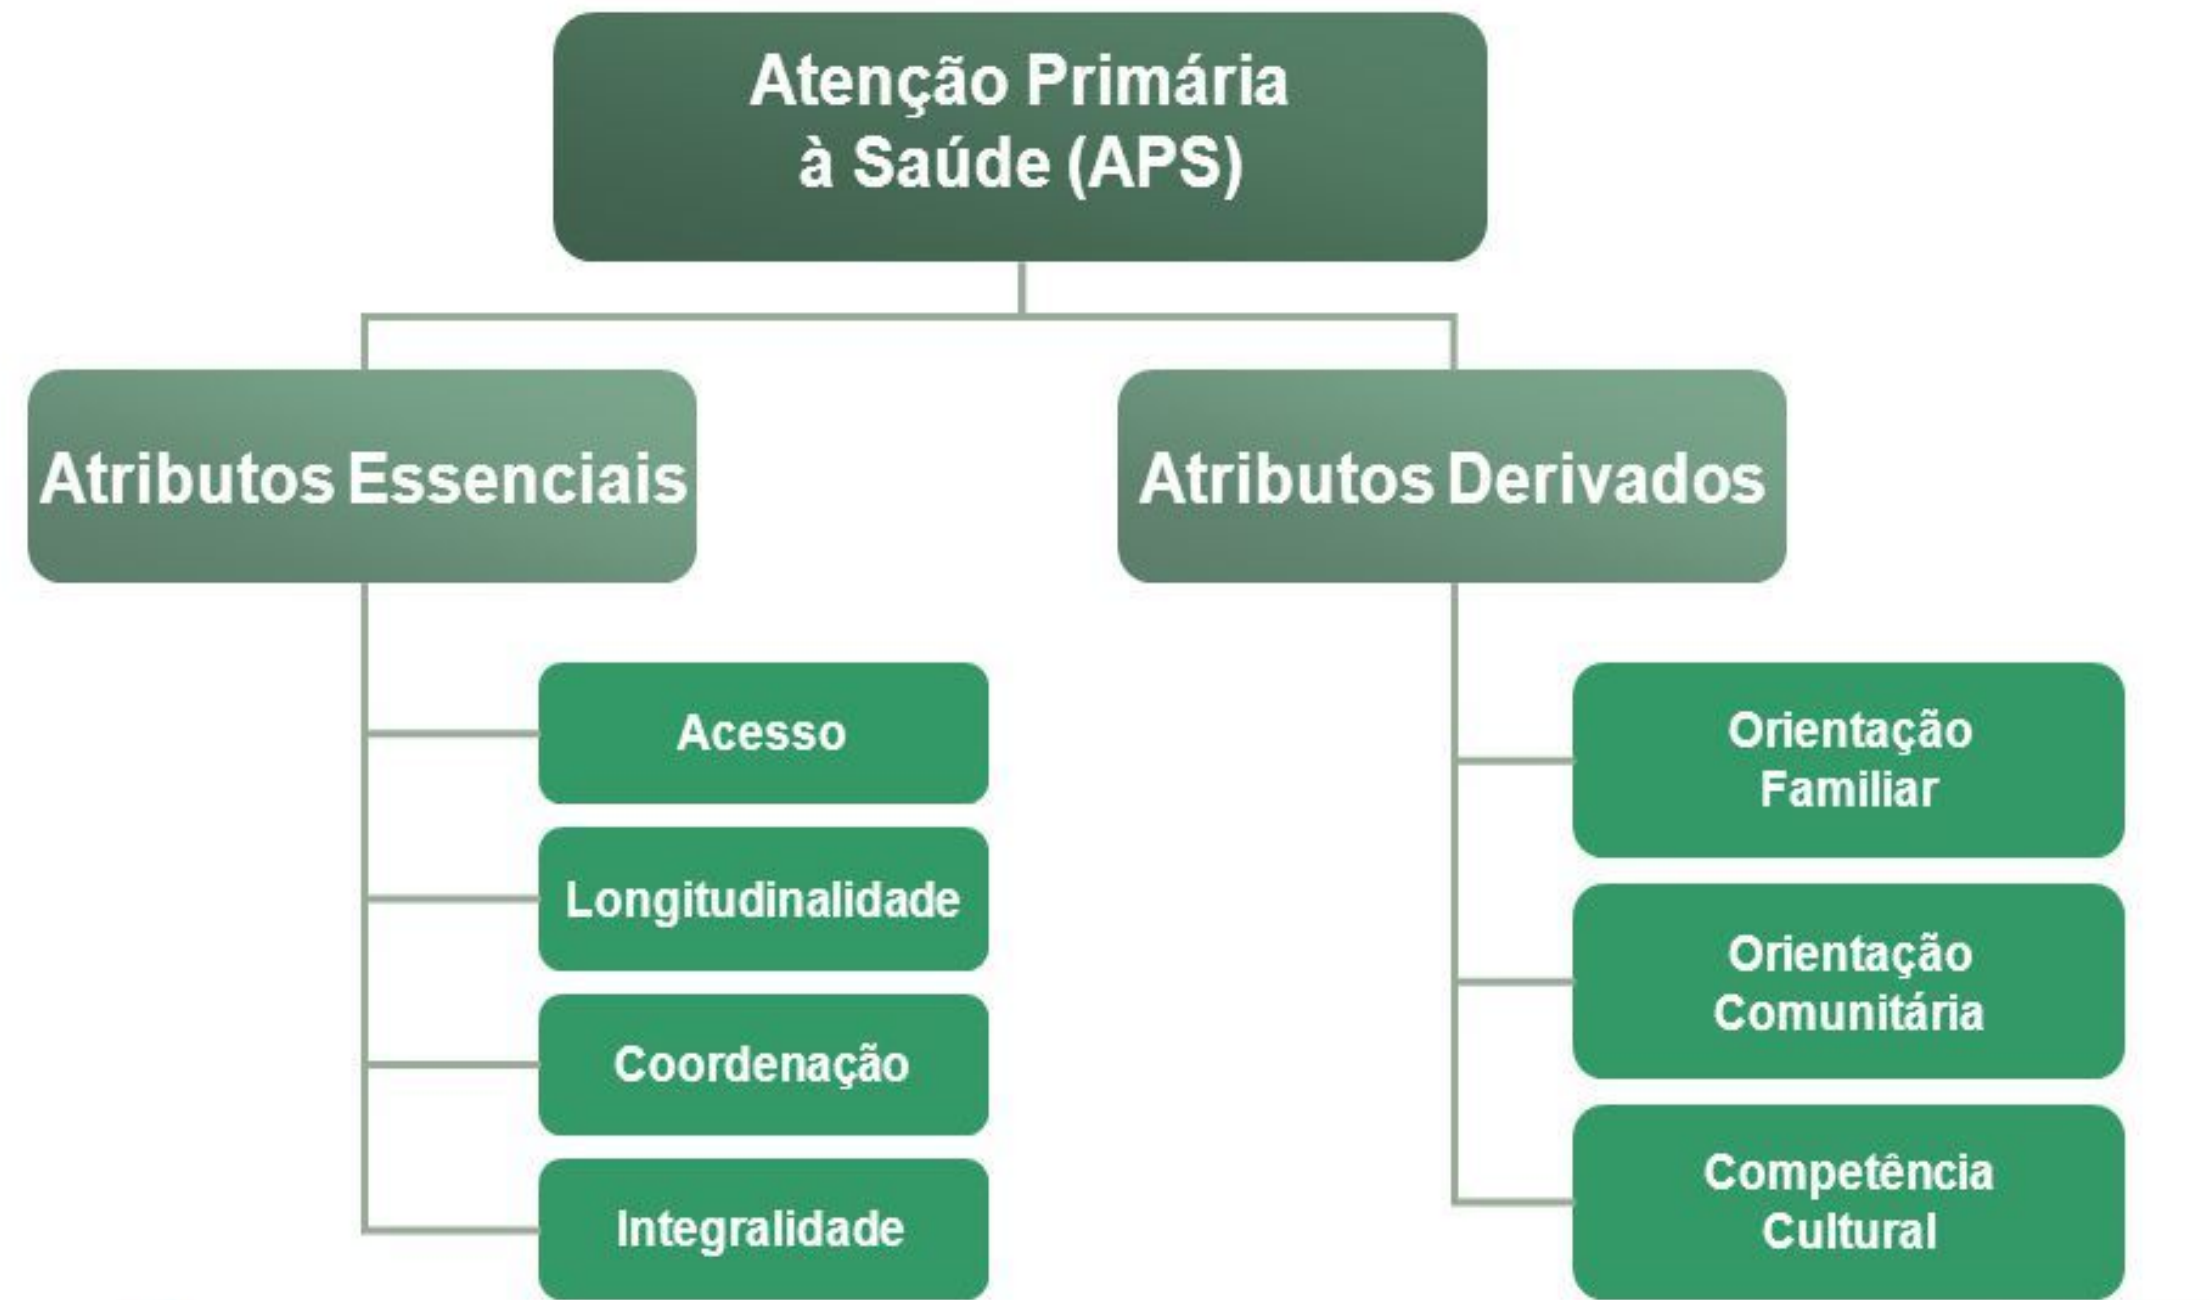 Atenção Primária
à Saúde (APS)
Atributos Essenciais
Atributos Derivados
Acesso
Longitudinalidade
Coordenação
Integralidade
Orientação
Familiar
Orientação
Comunitária
Competência
Cultural